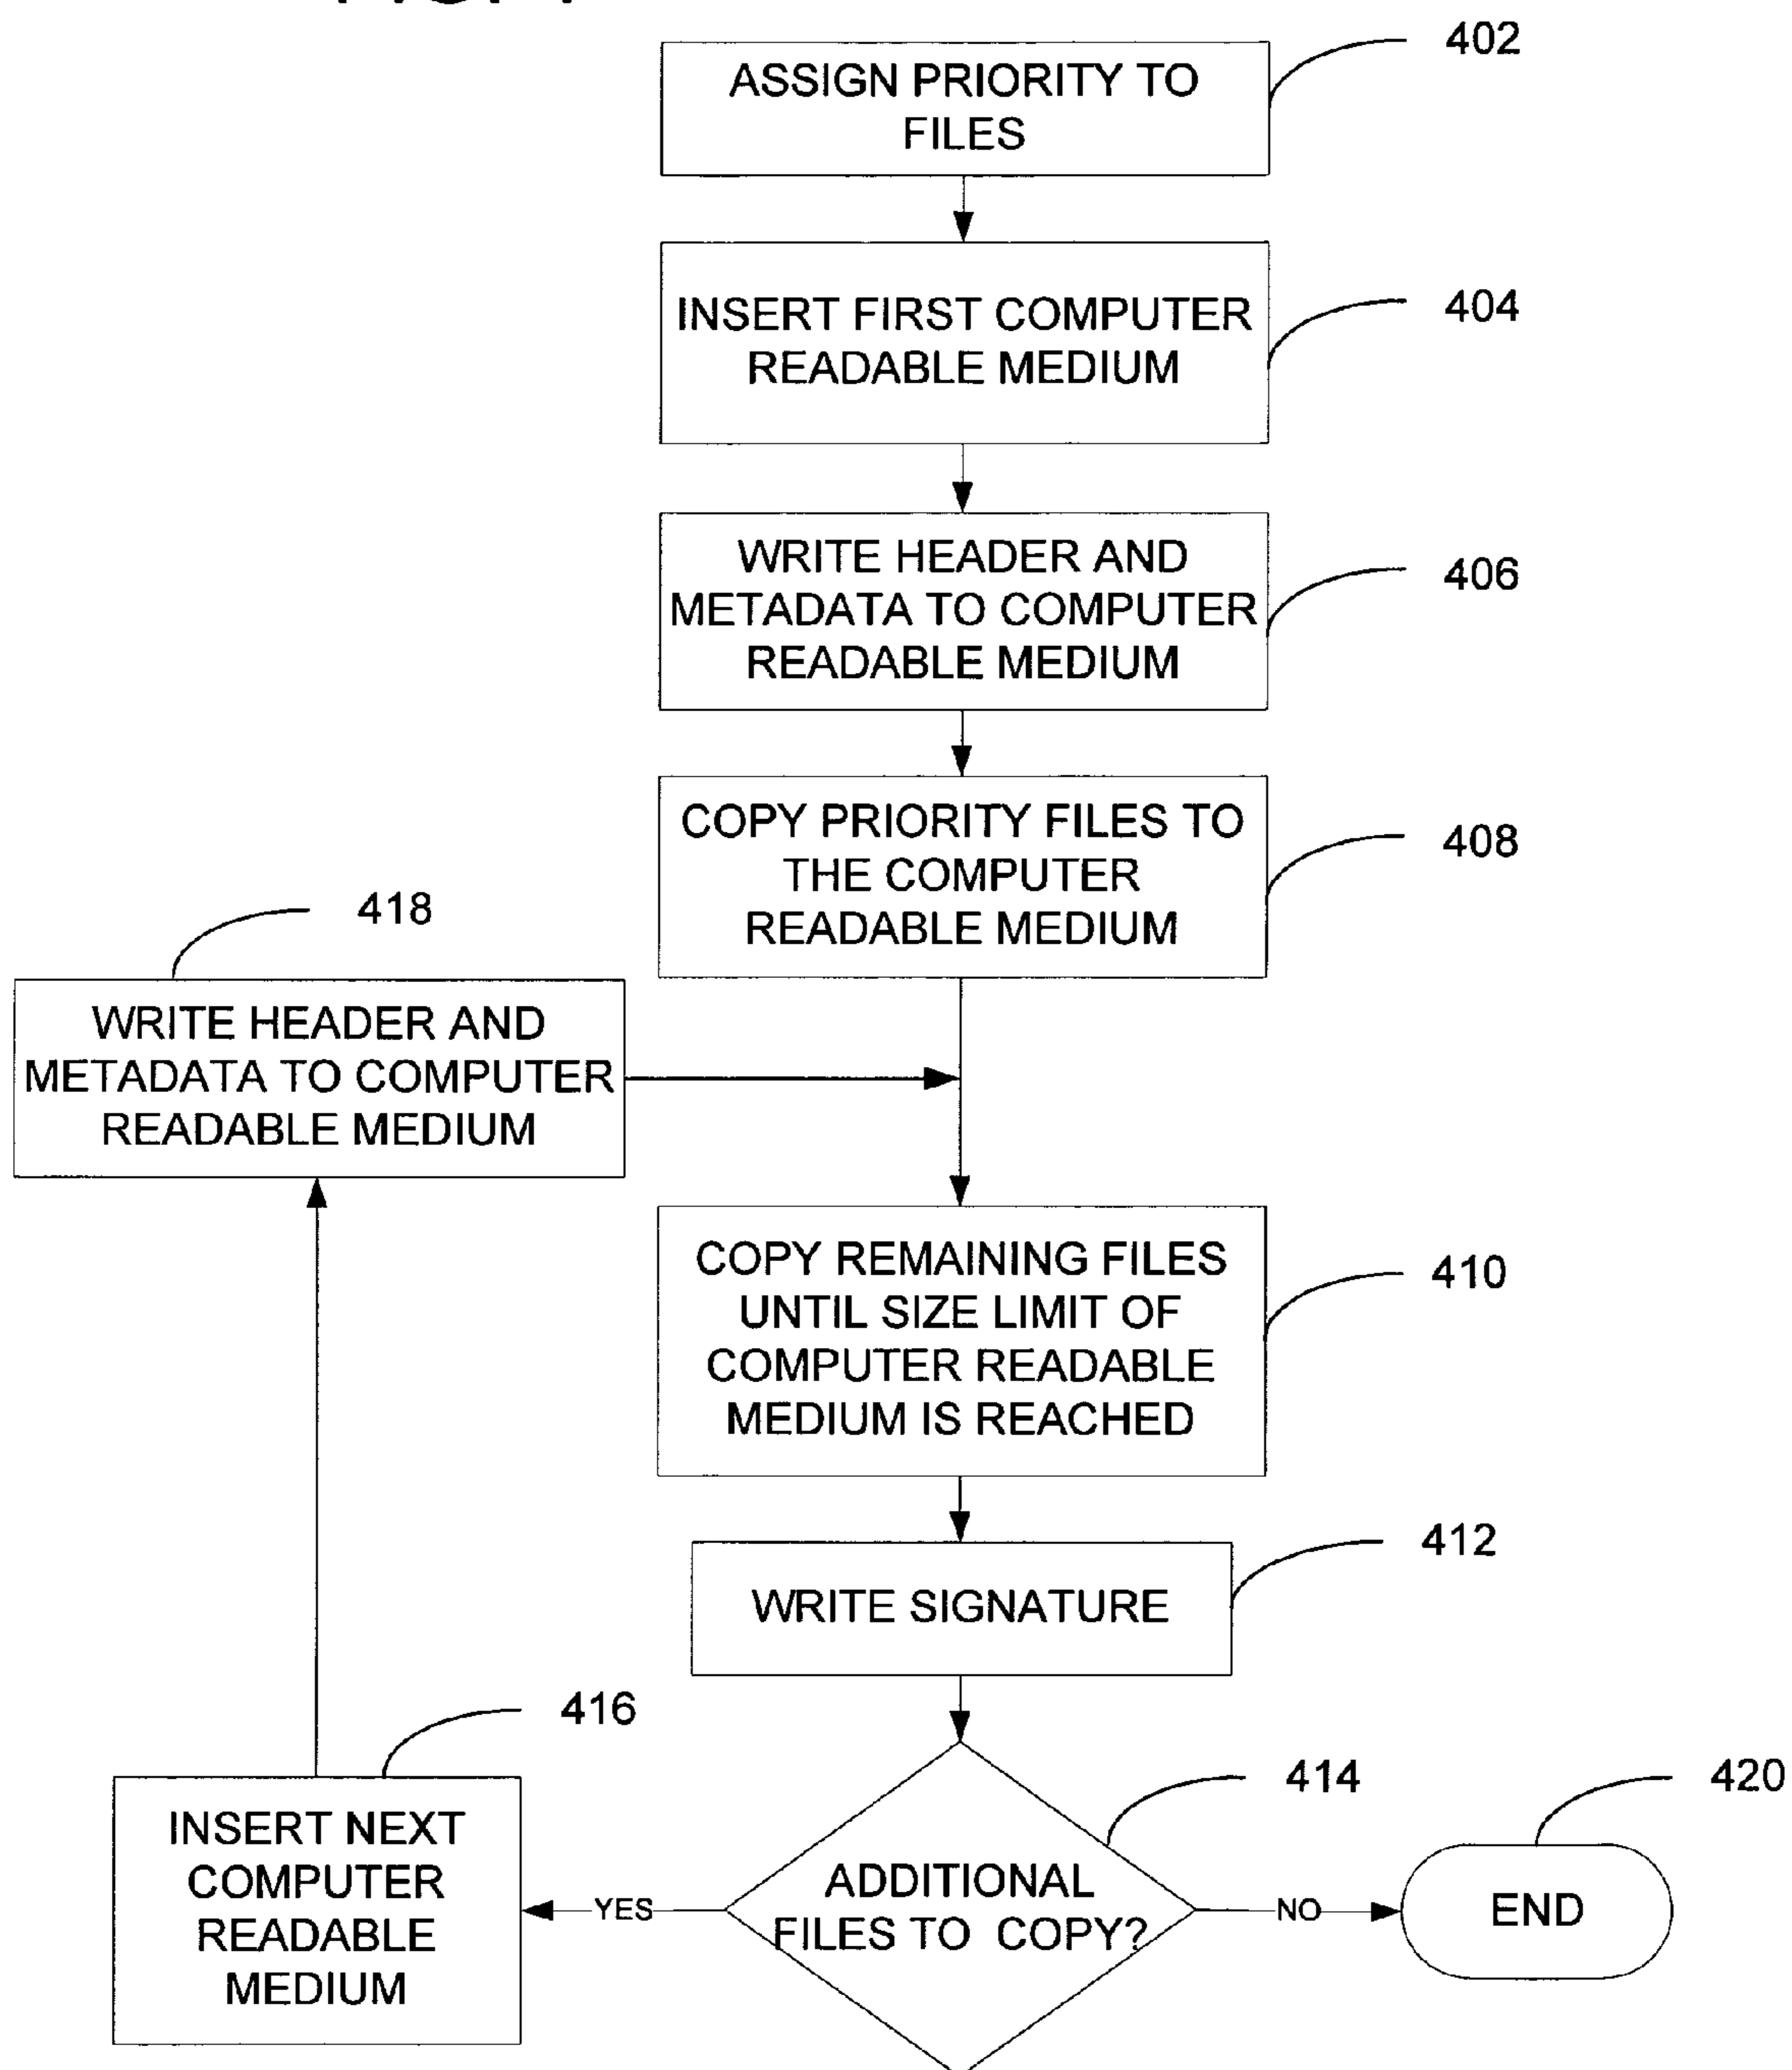 402
ASSIGN PRIORITY TO
FILES
404
INSERT FIRST COMPUTER
READABLE MEDIUM
406
WRITE HEADER AND
METADATA TO COMPUTER
READABLE MEDIUM
408
COPY PRIORITY FILES TO
THE COMPUTER
READABLE MEDIUM
418
WRITE HEADER AND
METADATA TO COMPUTER
READABLE MEDIUM
410
COPY REMAINING FILES
UNTIL SIZE LIMIT OF
COMPUTER READABLE
MEDIUM IS REACHED
412
WRITE SIGNATURE
416
INSERT NEXT
COMPUTER
READABLE
MEDIUM
YES
414
ADDITIONAL
FILES TO COPY?
NO
420
END